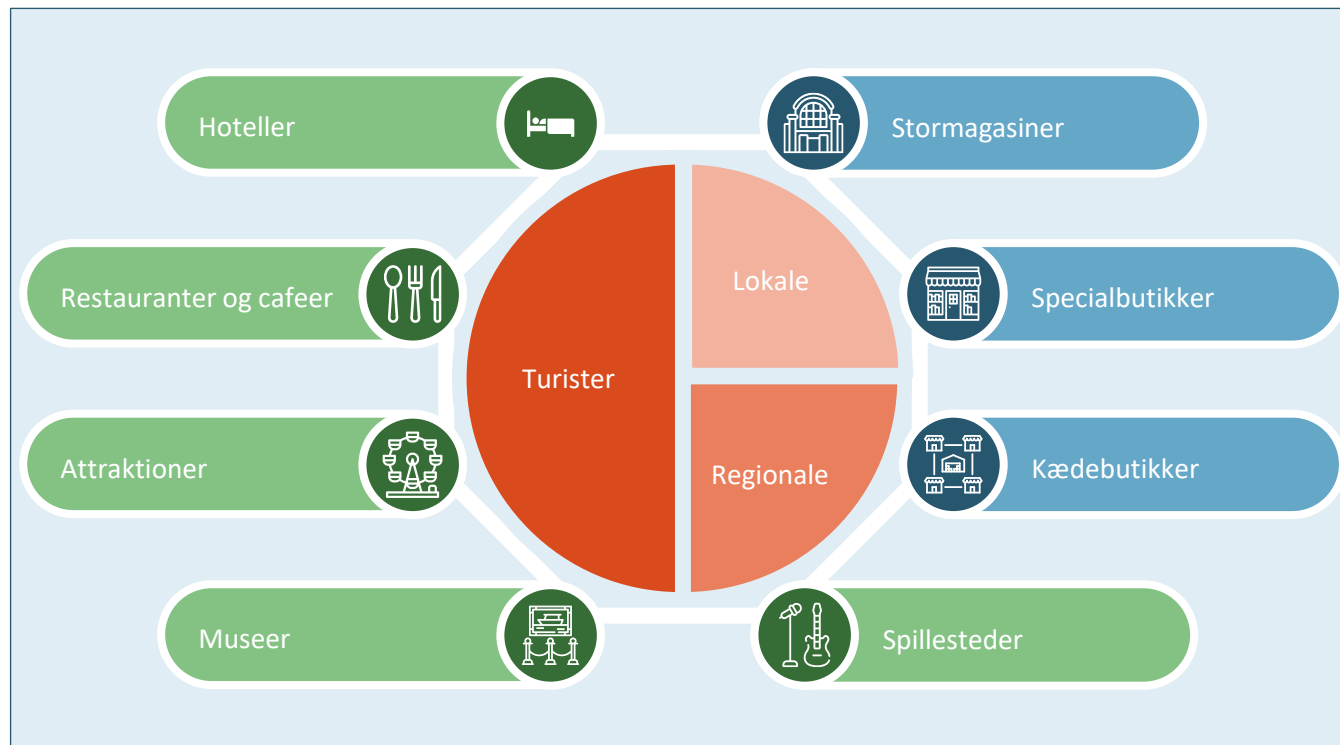 Hoteller
Stormagasiner
Restauranter og cafeer
Lokale
Specialbutikker
Turister
Attraktioner
Regionale
Kædebutikker
Museer
Spillesteder